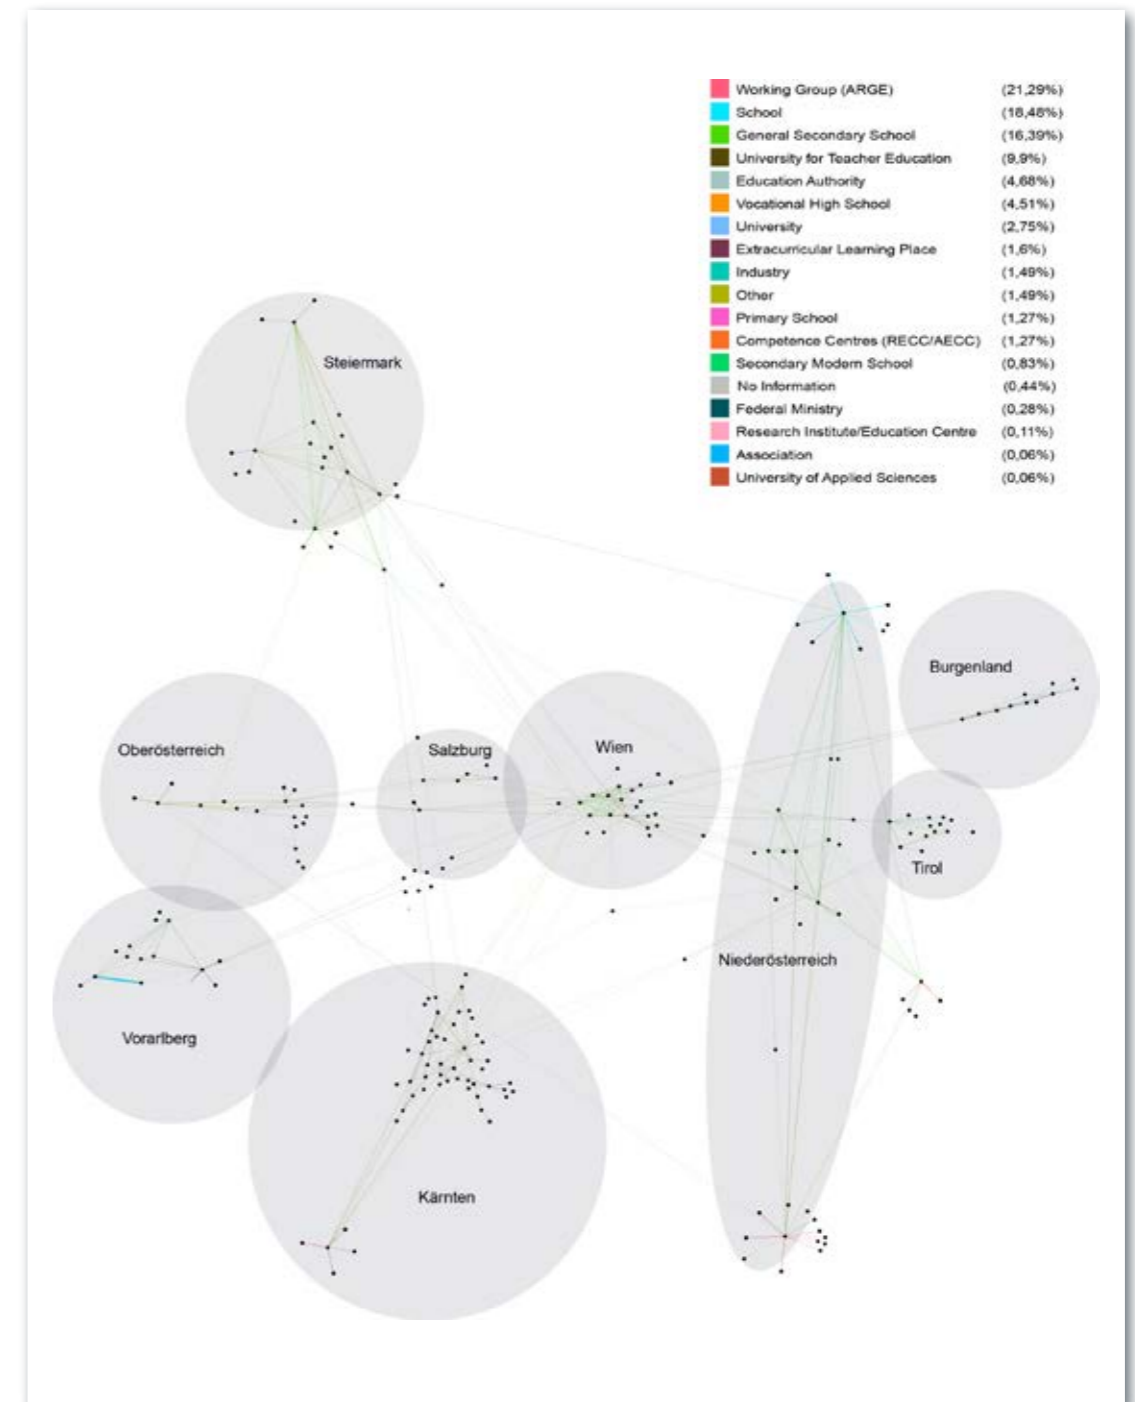 Working Group (ARGE) (21,29%)
School (18,48%)
General Secondary School (16,39%)
University for Teacher Education (9,9%)
Education Authority (4,68%)
Vocational High School (4,51%)
University (2,75%)
Extracurricular Learning Place (1,6%)
Industry (1,49%)
Other (1,49%)
Primary School (1,27%)
Competence Centres (RECC/AECC) (1,27%)
Secondary Modern School (0,83%)
No Information (0,44%)
Federal Ministry (0,28%)
Research Institute/Education Centre (0,11%)
Association (0,06%)
University of Applied Sciences (0,06%)
Steiermark
Burgenland
Oberösterreich
Salzburg
Wien
Tirol
Niederösterreich
Vorarlberg
Kärnten